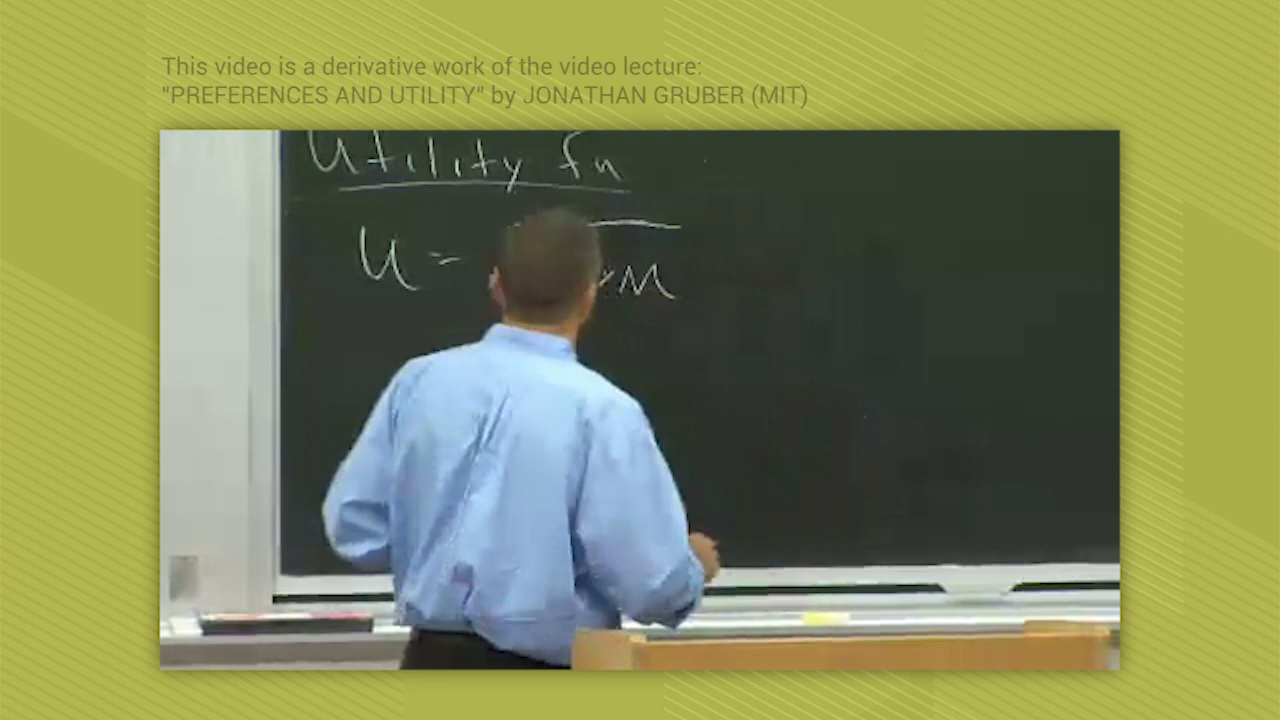 This video is a derivative work of the video lecture:
"PREFERENCES AND UTILITY" by JONATHAN GRUBER (MIT)
Utility fn
U =
M